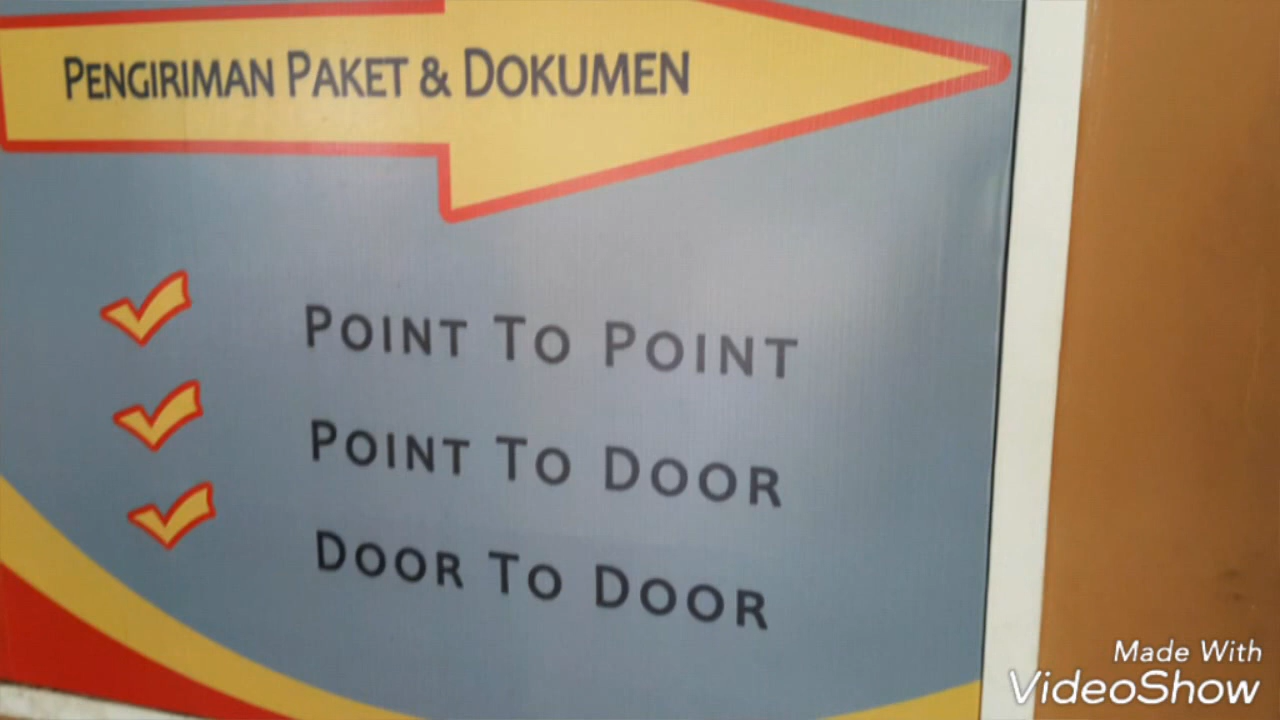 PENGIRIMAN PAKET & DOKUMEN
POINT TO POINT
POINT TO DOOR
DOOR TO DOOR
Made With
VideoShow